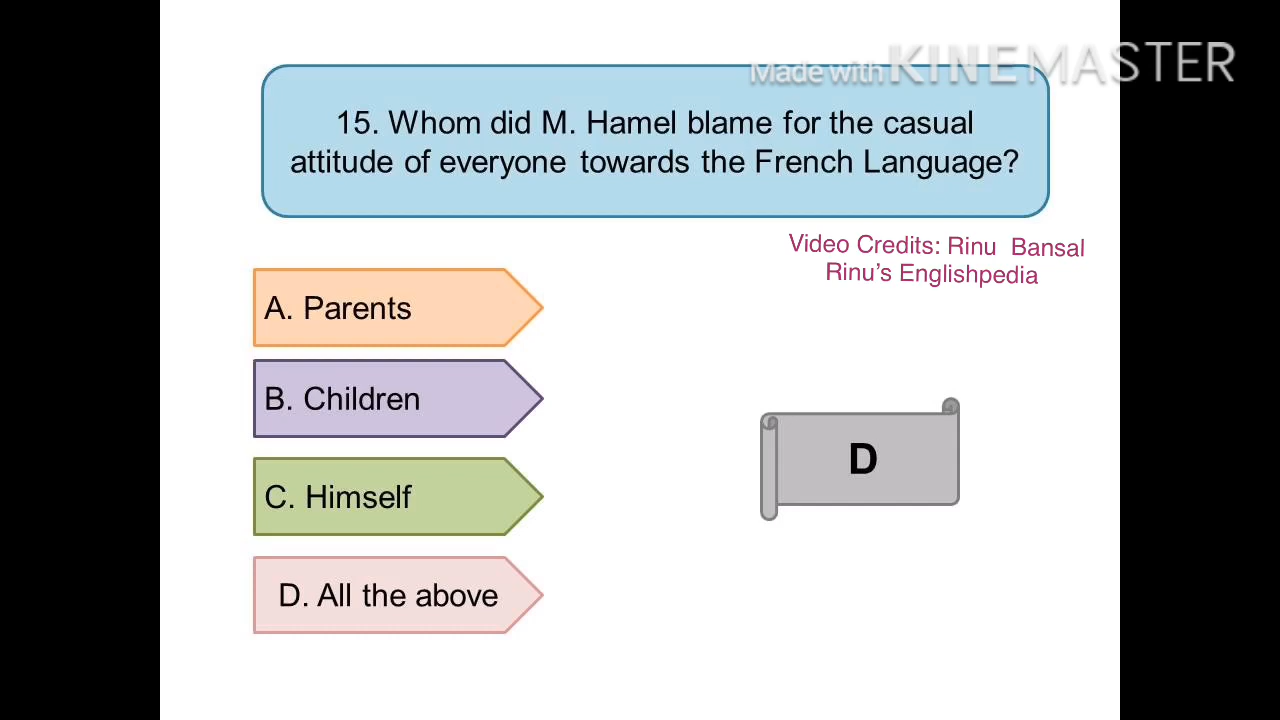 Made with KINEMASTER
15. Whom did M. Hamel blame for the casual
attitude of everyone towards the French Language?
Video Credits: Rinu Bansal
Rinu's Englishpedia
A. Parents
B. Children
C. Himself
D. All the above
D